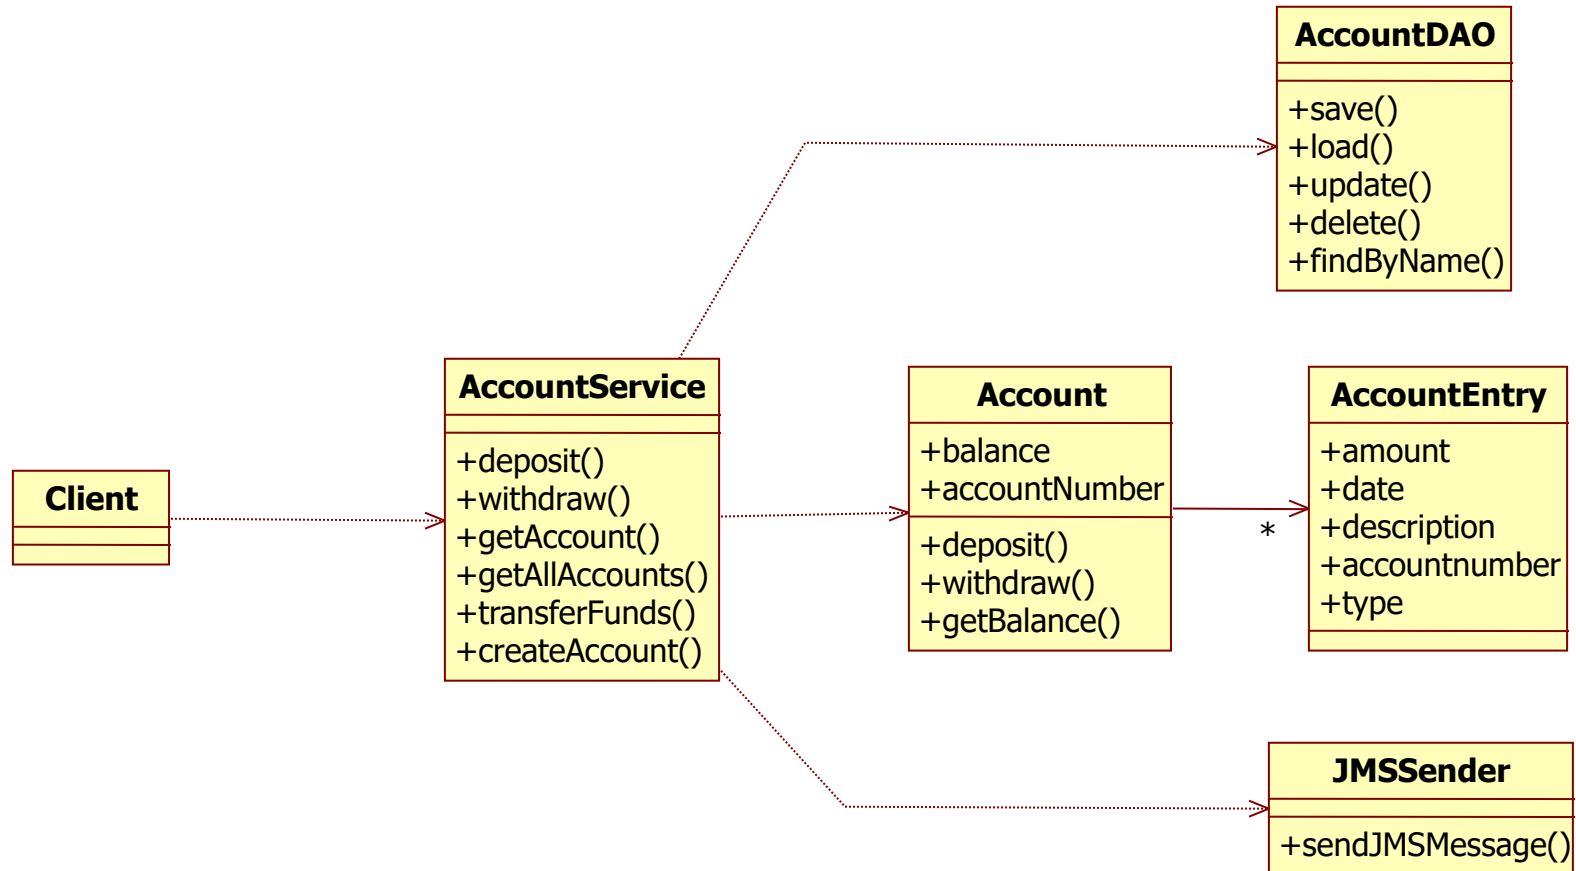 AccountDAO
+save()
+load()
+update()
+delete()
+findByName()
AccountService
+deposit()
+withdraw()
+getAccount()
+getAllAccounts()
+transferFunds()
+createAccount()
Account
+balance
+accountNumber
+deposit()
+withdraw()
+getBalance()
*
AccountEntry
+amount
+date
+description
+accountnumber
+type
Client
JMSSender
+sendJMSMessage()